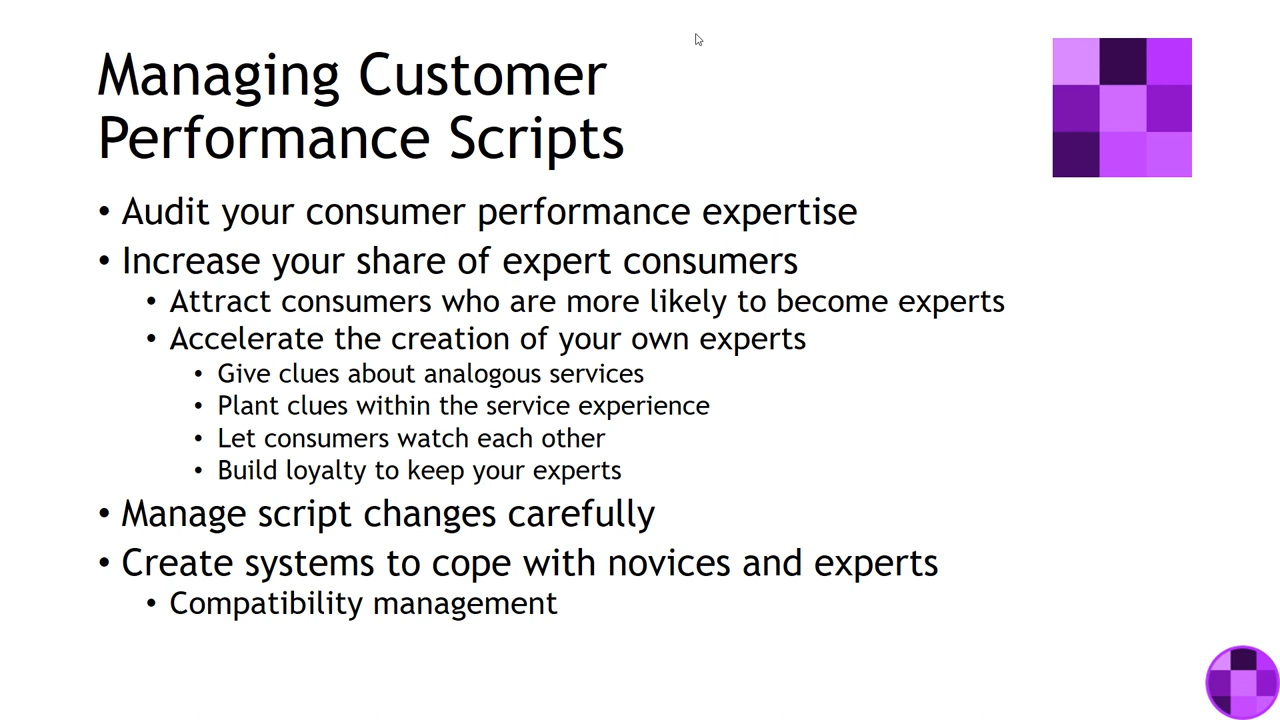 Managing Customer
Performance Scripts
• Audit your consumer performance expertise
• Increase your share of expert consumers
• Attract consumers who are more likely to become experts
• Accelerate the creation of your own experts
• Give clues about analogous services
• Plant clues within the service experience
• Let consumers watch each other
• Build loyalty to keep your experts
• Manage script changes carefully
• Create systems to cope with novices and experts
• Compatibility management